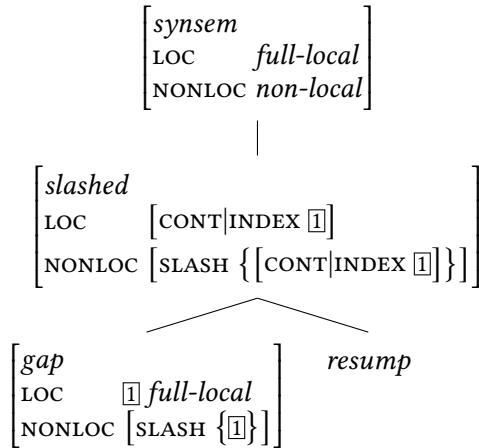 synsem
LOC full-local
NONLOC non-local
slashed
LOC [CONT|INDEX 1]
NONLOC [SLASH {[CONT|INDEX 1]}]
gap
LOC 1 full-local
NONLOC [SLASH {1}]
resump